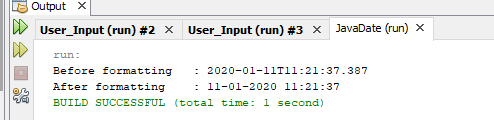 Output
User_Input (run) #2 User_Input (run) #3 JavaDate (run)
run:
Before formatting : 2020-01-11T11:21:37.387
After formatting : 11-01-2020 11:21:37
BUILD SUCCESSFUL (total time: 1 second)